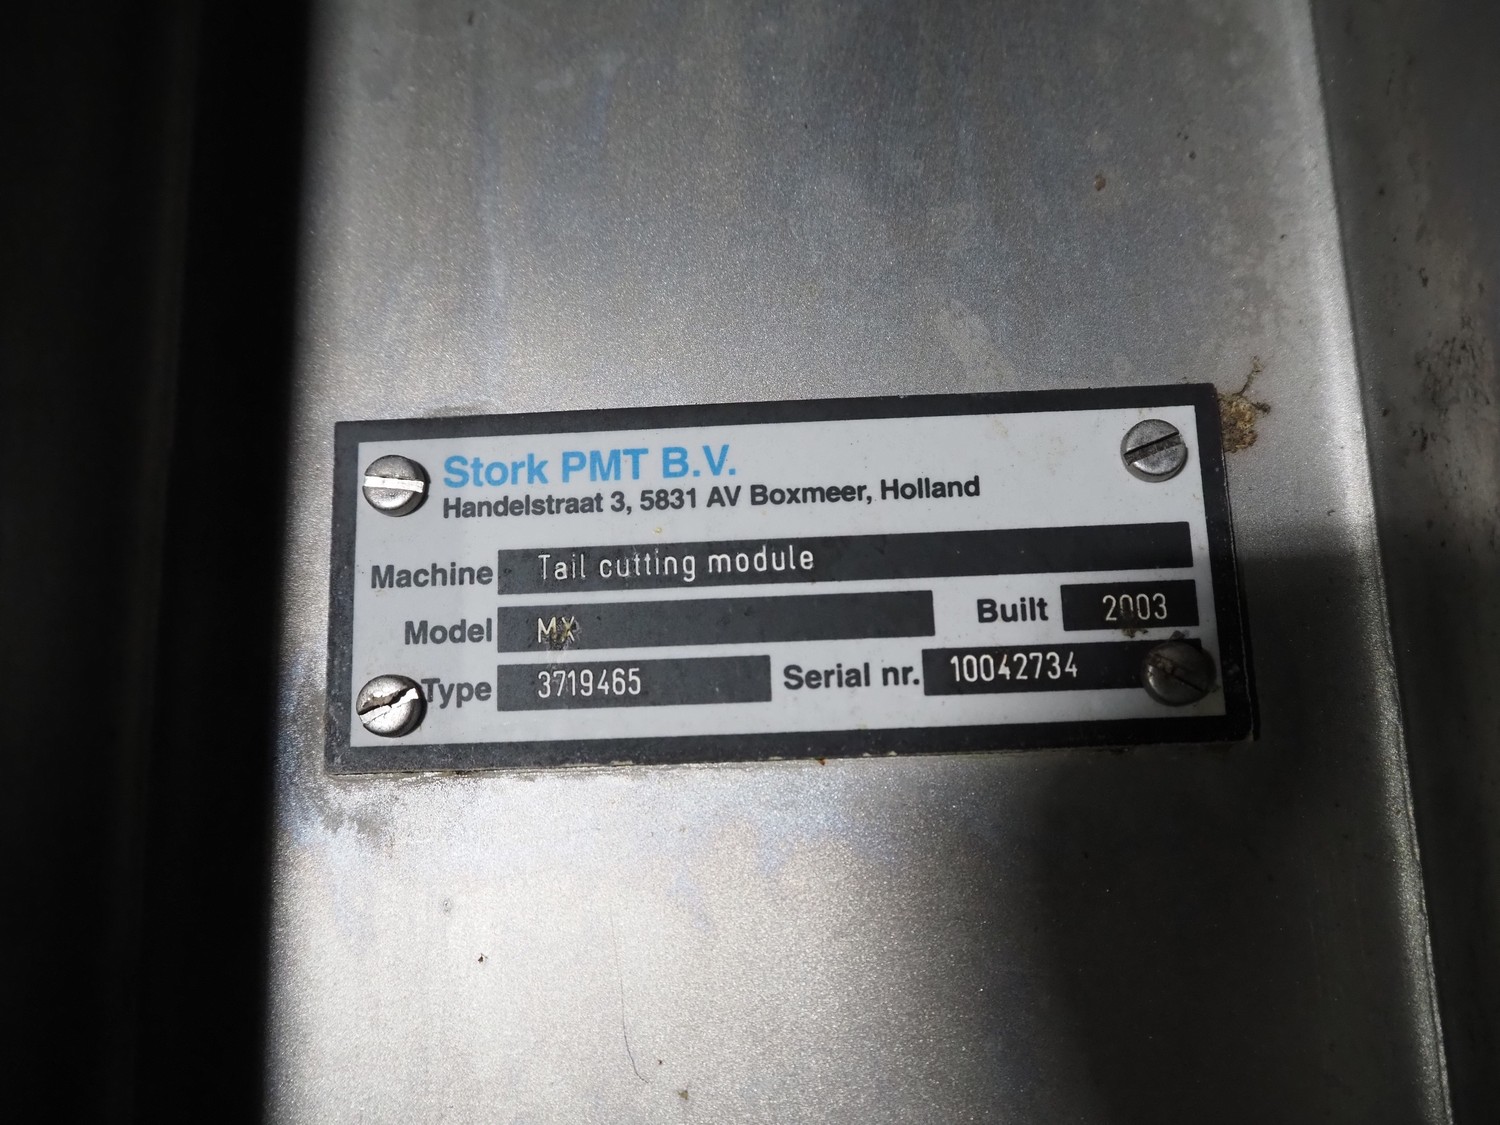 Stork PMT B.V.
Handelstraat 3, 5831 AV Boxmeer, Holland
Machine Tail cutting module
Model MX Built 2003
Type 3719465 Serial nr. 10042734